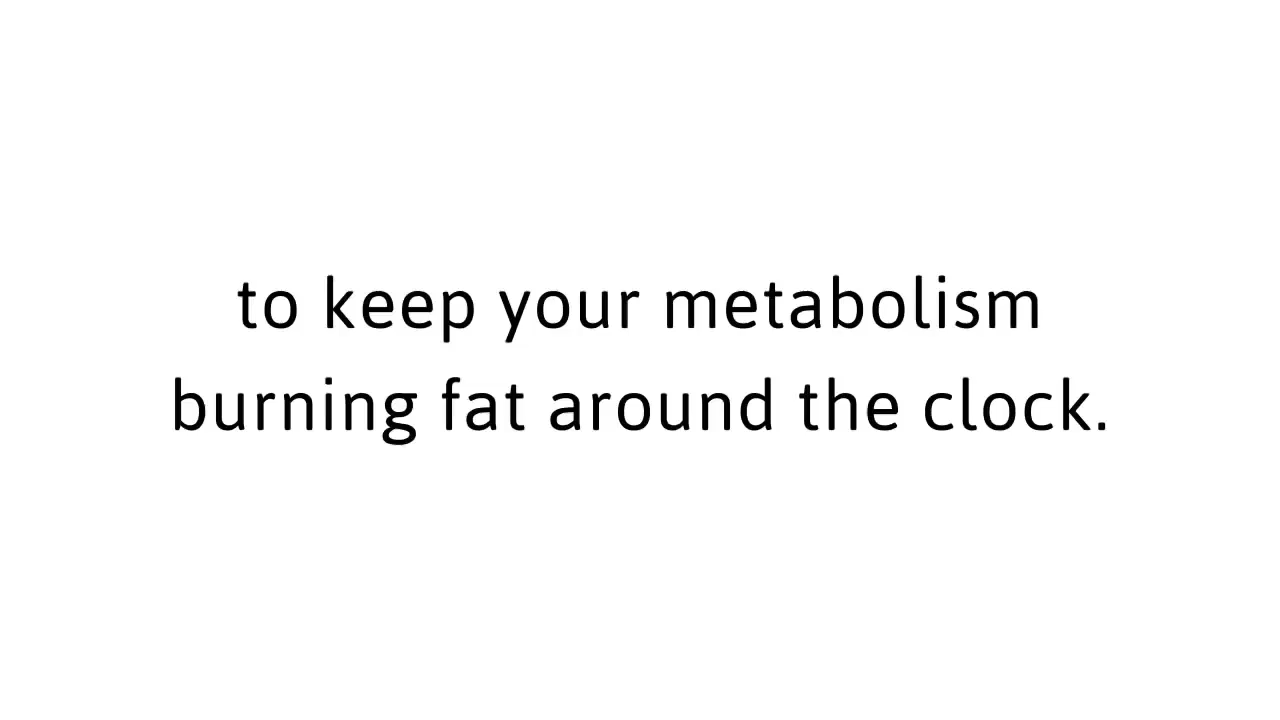 to keep your metabolism
burning fat around the clock.